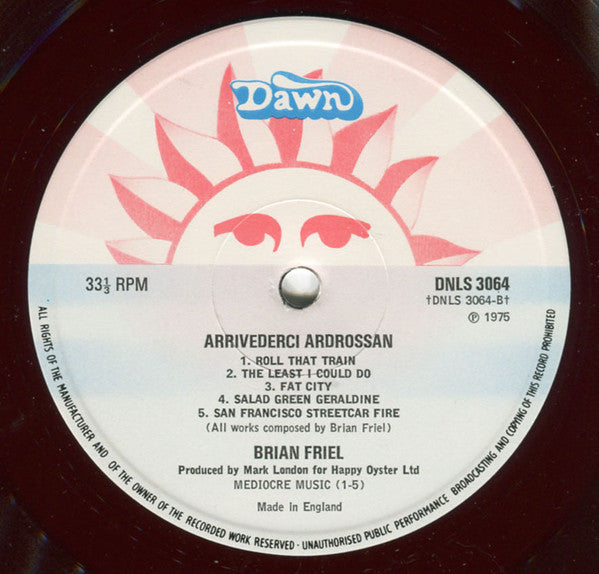 Dawn
33⅓ RPM
DNLS 3064
†DNLS 3064-B†
℗ 1975
ARRIVEDERCI ARDROSSAN
1. ROLL THAT TRAIN
2. THE LEAST I COULD DO
3. FAT CITY
4. SALAD GREEN GERALDINE
5. SAN FRANCISCO STREETCAR FIRE
(All works composed by Brian Friel)
BRIAN FRIEL
Produced by Mark London for Happy Oyster Ltd
MEDIOCRE MUSIC (1-5)
Made in England
ALL RIGHTS OF THE MANUFACTURER AND OF THE OWNER OF THE RECORDED WORK RESERVED · UNAUTHORISED PUBLIC PERFORMANCE BROADCASTING AND COPYING OF THIS RECORD PROHIBITED